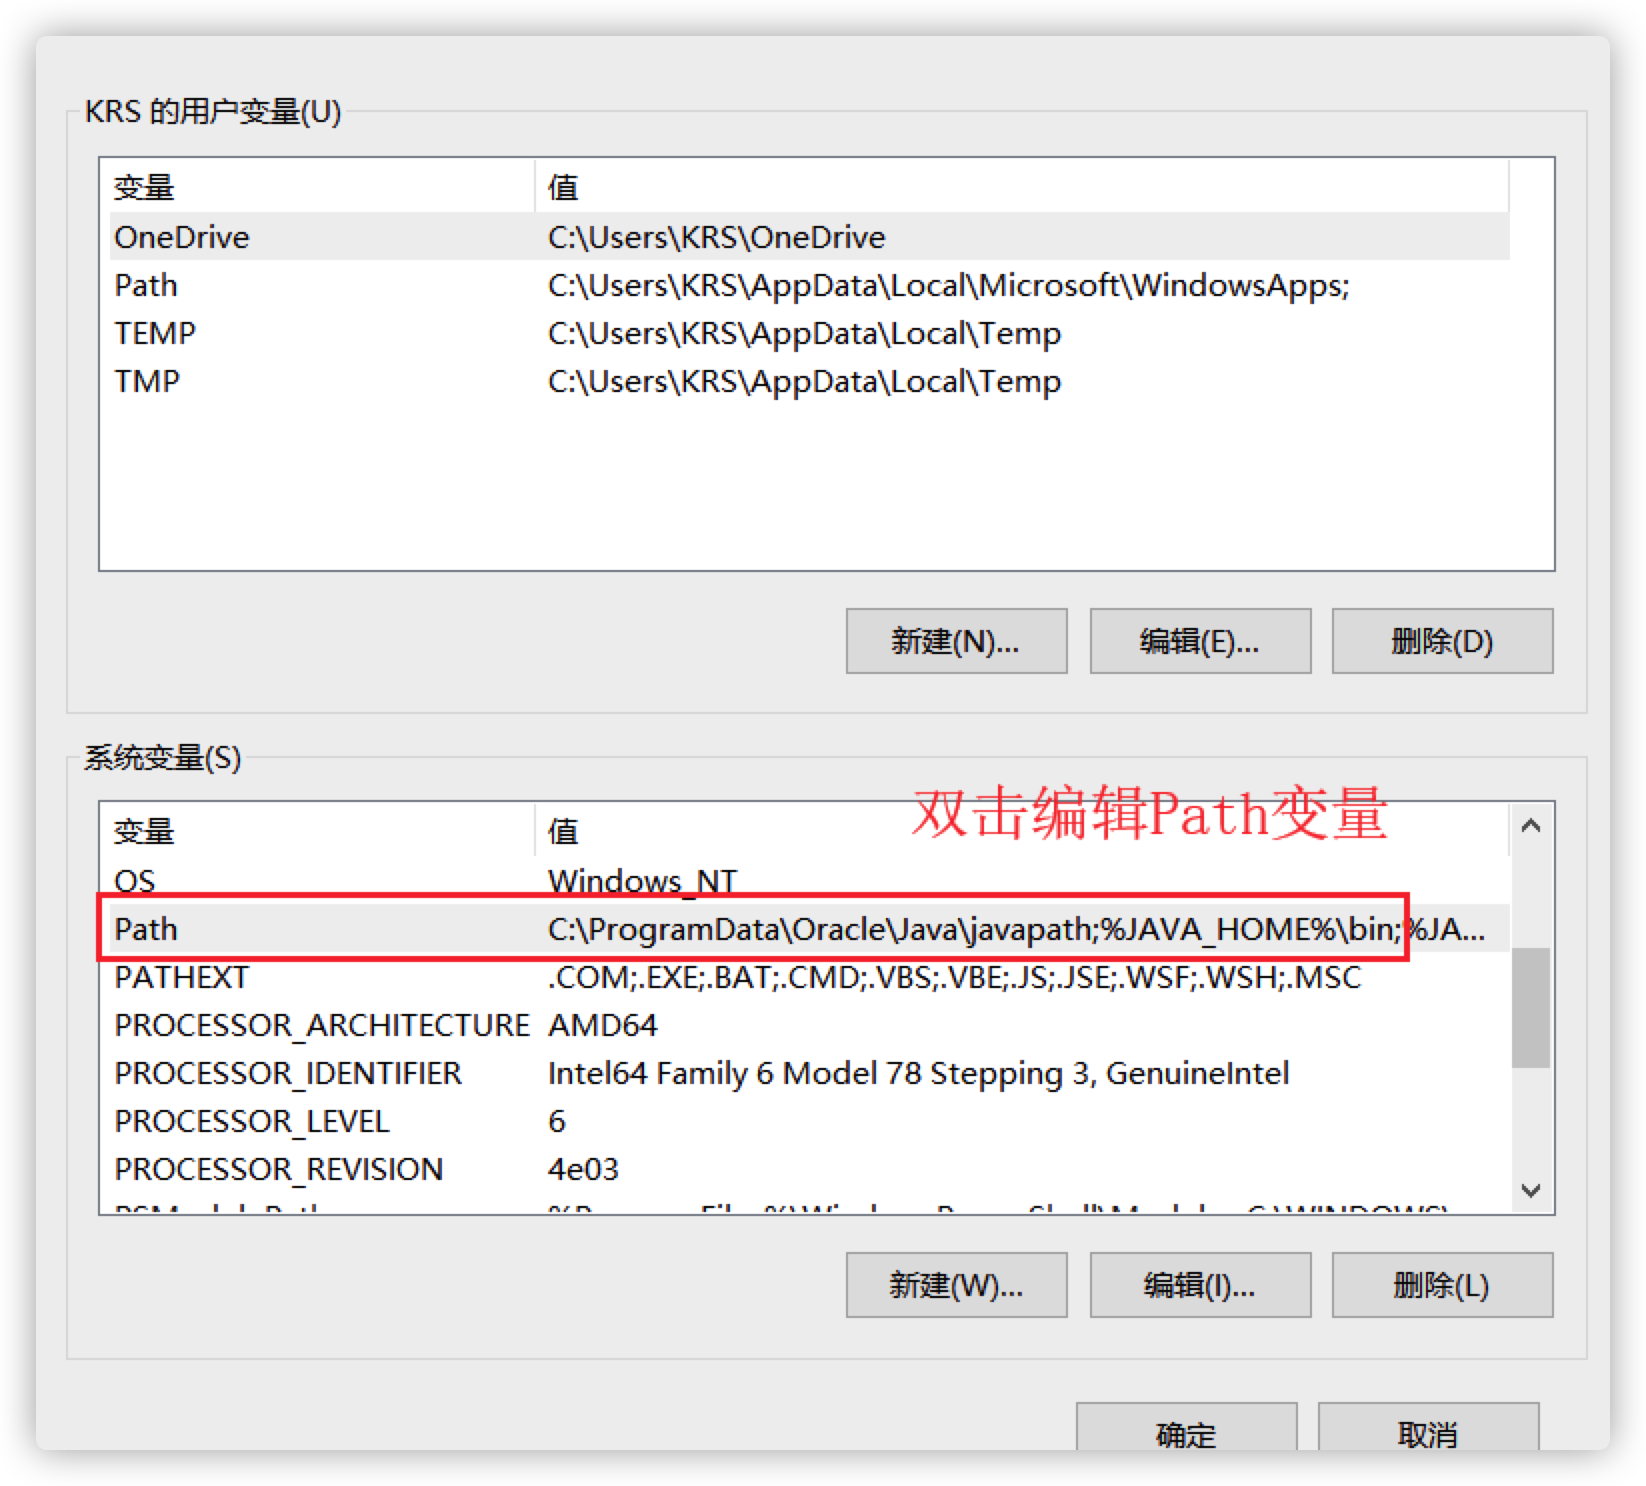 KRS 的用户变量(U)
变量 值
OneDrive C:\Users\KRS\OneDrive
Path C:\Users\KRS\AppData\Local\Microsoft\WindowsApps;
TEMP C:\Users\KRS\AppData\Local\Temp
TMP C:\Users\KRS\AppData\Local\Temp
新建(N)... 编辑(E)... 删除(D)
系统变量(S)
双击编辑Path变量
变量 值
OS Windows_NT
Path C:\ProgramData\Oracle\Java\javapath;%JAVA_HOME%\bin;%JA...
PATHEXT .COM;.EXE;.BAT;.CMD;.VBS;.VBE;.JS;.JSE;.WSF;.WSH;.MSC
PROCESSOR_ARCHITECTURE AMD64
PROCESSOR_IDENTIFIER Intel64 Family 6 Model 78 Stepping 3, GenuineIntel
PROCESSOR_LEVEL 6
PROCESSOR_REVISION 4e03
新建(W)... 编辑(I)... 删除(L)
确定 取消